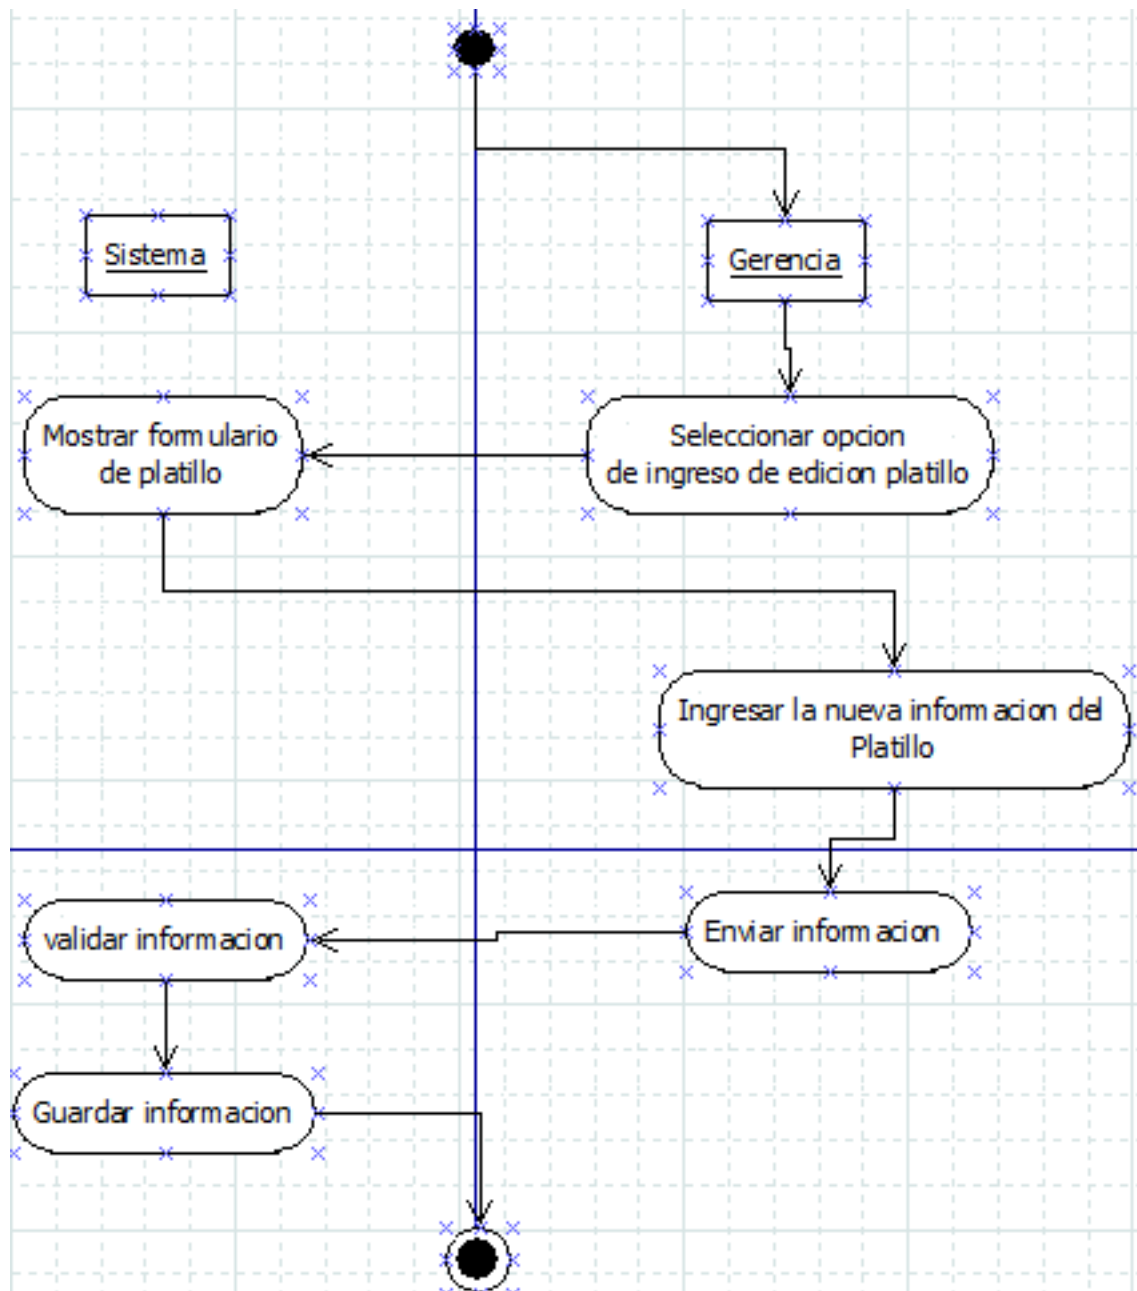 Sistema
Gerencia
Mostrar formulario
de platillo
Seleccionar opcion
de ingreso de edicion platillo
Ingresar la nueva informacion del
Platillo
validar informacion
Enviar informacion
Guardar informacion